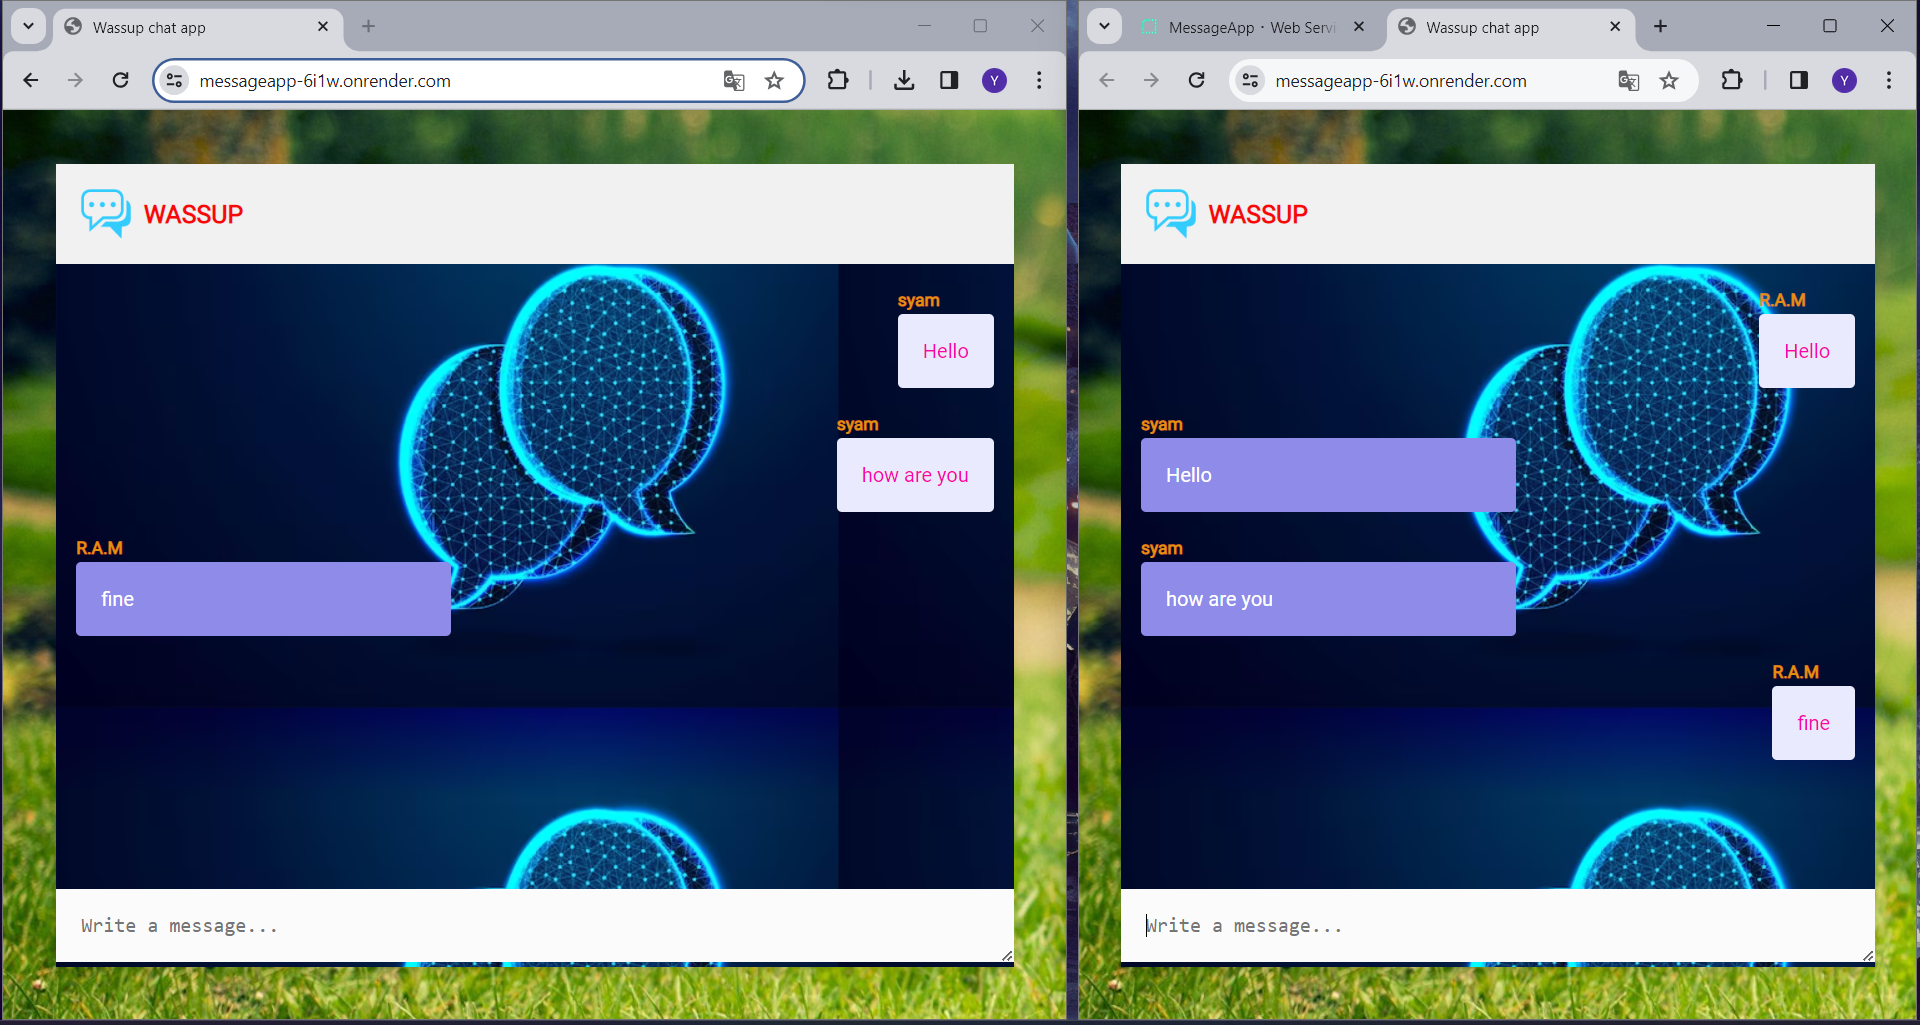 Wassup chat app
messageapp-6i1w.onrender.com
Y
WASSUP
syam
Hello
syam
how are you
R.A.M
fine
Write a message...
MessageApp · Web Servi
Wassup chat app
messageapp-6i1w.onrender.com
Y
WASSUP
R.A.M
Hello
syam
Hello
syam
how are you
R.A.M
fine
Write a message...